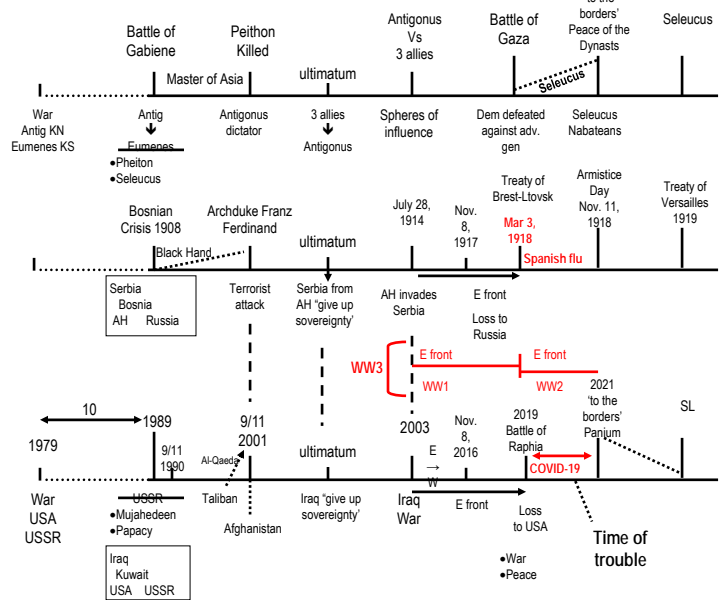 to the
borders'
Peace of the
Dynasts
Antigonus
Vs
3 allies
Battle of
Gabiene
Peithon
Killed
Battle of
Gaza
Seleucus
Master of Asia
ultimatum
Seleucus
War
Antig KN
Eumenes KS
Antig
Eumenes
•Pheiton
•Seleucus
Antigonus
dictator
3 allies
Antigonus
Spheres of
influence
Dem defeated
against adv.
gen
Seleucus
Nabateans
Bosnian
Crisis 1908
Archduke Franz
Ferdinand
ultimatum
July 28,
1914
Nov.
8,
1917
Treaty of
Brest-Ltovsk
Mar 3,
1918
Spanish flu
Armistice
Day
Nov. 11,
1918
Treaty of
Versailles
1919
Black Hand
Serbia
Bosnia
AH Russia
Terrorist
attack
Serbia from
AH "give up
sovereignty'
AH invades
Serbia
E front
Loss to
Russia
WW3
E front
WW1
E front
WW2
10
1979
1989
9/11
1990
9/11
2001
Al-Qaeda
ultimatum
2003
Nov.
8,
2016
2019
Battle of
Raphia
COVID-19
2021
'to the
borders'
Panium
SL
E
→
W
War
USA
USSR
USSR
•Mujahedeen
•Papacy
Iraq
Kuwait
USA USSR
Taliban
Afghanistan
Iraq "give up
sovereignty'
Iraq
War
E front
Loss
to USA
•War
•Peace
Time of
trouble